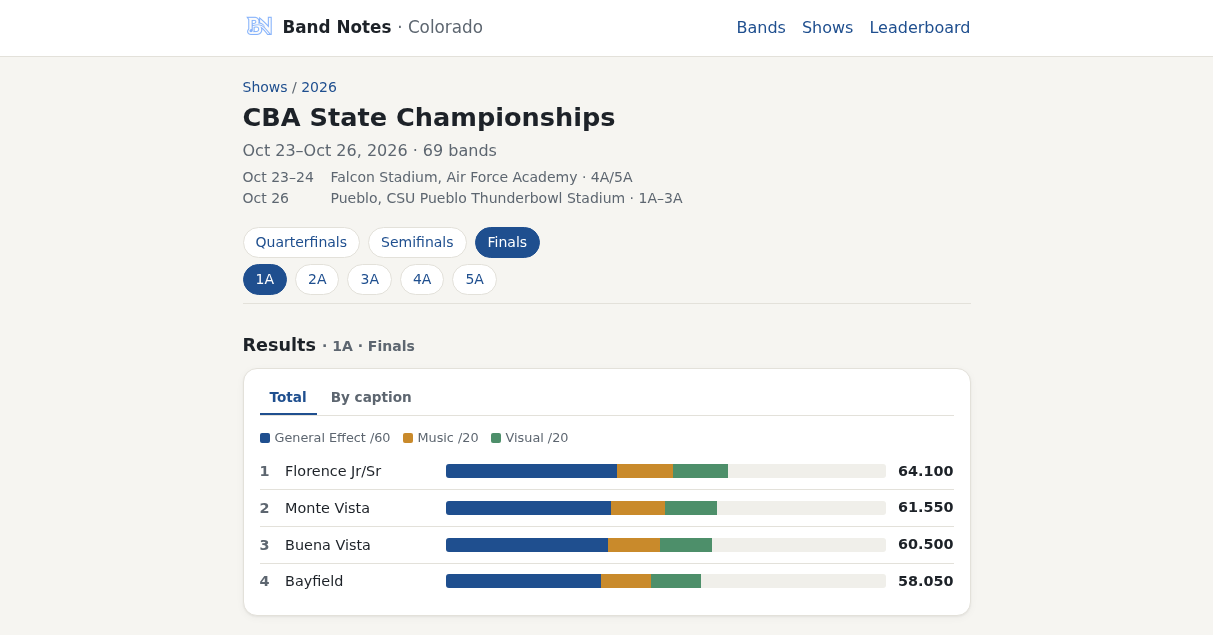 BN Band Notes · Colorado
Bands Shows Leaderboard
Shows / 2026
CBA State Championships
Oct 23–Oct 26, 2026 · 69 bands
Oct 23–24 Falcon Stadium, Air Force Academy · 4A/5A
Oct 26 Pueblo, CSU Pueblo Thunderbowl Stadium · 1A–3A
Quarterfinals Semifinals Finals
1A 2A 3A 4A 5A
Results · 1A · Finals
Total By caption
General Effect /60 Music /20 Visual /20
1 Florence Jr/Sr 64.100
2 Monte Vista 61.550
3 Buena Vista 60.500
4 Bayfield 58.050